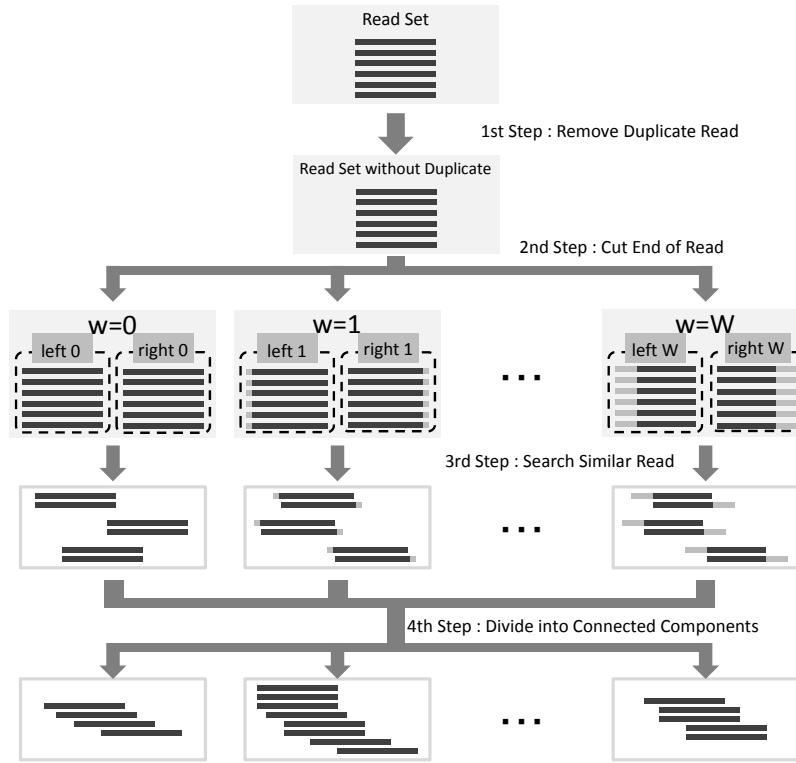 Read Set
1st Step : Remove Duplicate Read
Read Set without Duplicate
2nd Step : Cut End of Read
w=0
w=1
w=W
left 0
right 0
left 1
right 1
left W
right W
...
3rd Step : Search Similar Read
...
4th Step : Divide into Connected Components
...